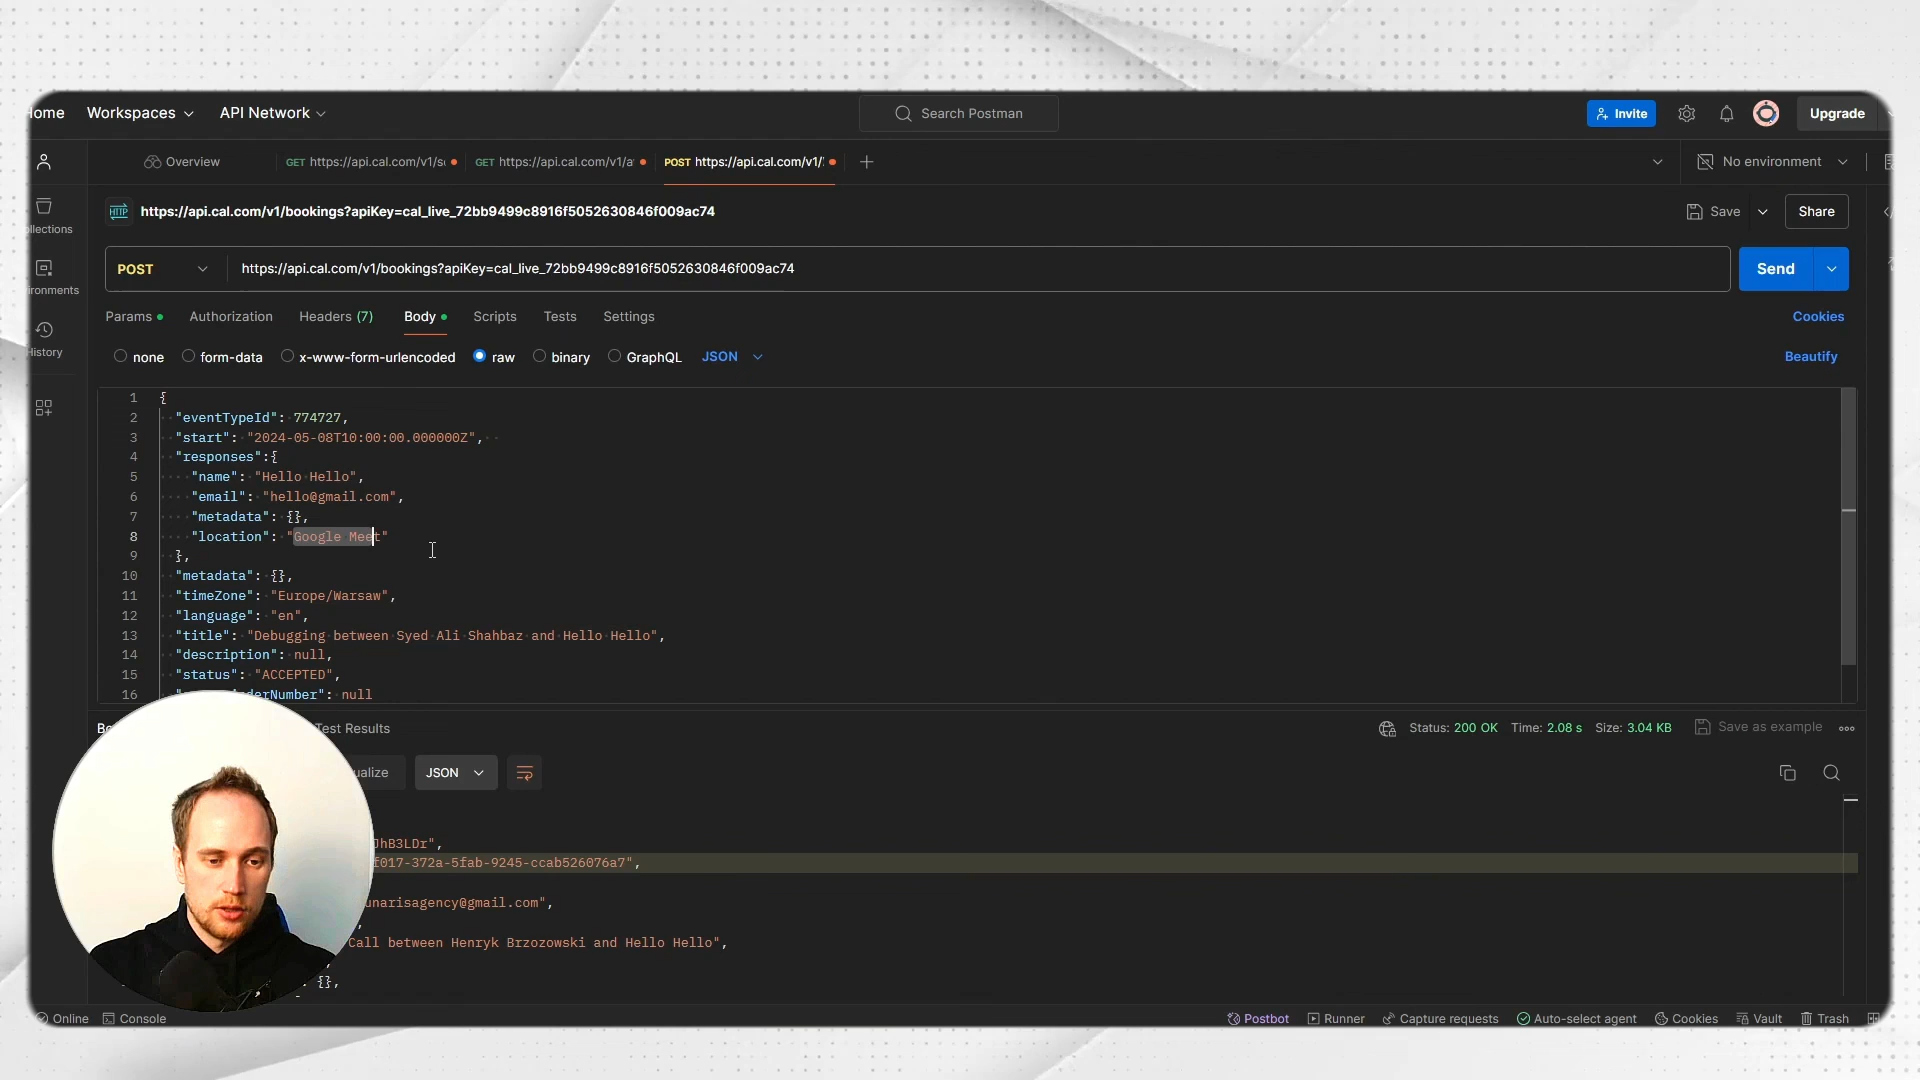 Home Workspaces API Network Search Postman Invite Upgrade
Overview GET https://api.cal.com/v1/s GET https://api.cal.com/v1/a POST https://api.cal.com/v1/ No environment
HTTP https://api.cal.com/v1/bookings?apiKey=cal_live_72bb9499c8916f5052630846f009ac74 Save Share
llections
POST https://api.cal.com/v1/bookings?apiKey=cal_live_72bb9499c8916f5052630846f009ac74 Send
ironments
Params Authorization Headers (7) Body Scripts Tests Settings Cookies
History
none form-data x-www-form-urlencoded raw binary GraphQL JSON Beautify
1 {
2 "eventTypeId": 774727,
3 "start": "2024-05-08T10:00:00.000000Z",
4 "responses":{
5 "name": "Hello Hello",
6 "email": "hello@gmail.com",
7 "metadata": {},
8 "location": "Google Meet"
9 },
10 "metadata": {},
11 "timeZone": "Europe/Warsaw",
12 "language": "en",
13 "title": "Debugging between Syed Ali Shahbaz and Hello Hello",
14 "description": null,
15 "status": "ACCEPTED",
16 derNumber": null
Bo Test Results Status: 200 OK Time: 2.08 s Size: 3.04 KB Save as example
ualize JSON
JhB3LDr",
f017-372a-5fab-9245-ccab526076a7",
unarisagency@gmail.com",
,
Call between Henryk Brzozowski and Hello Hello",
,
{},
Online Console Postbot Runner Capture requests Auto-select agent Cookies Vault Trash